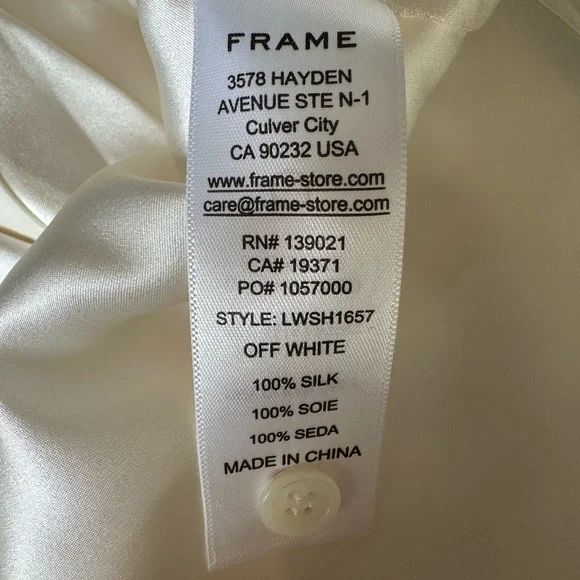 FRAME
3578 HAYDEN
AVENUE STE N-1
Culver City
CA 90232 USA
www.frame-store.com
care@frame-store.com
RN# 139021
CA# 19371
PO# 1057000
STYLE: LWSH1657
OFF WHITE
100% SILK
100% SOIE
100% SEDA
MADE IN CHINA